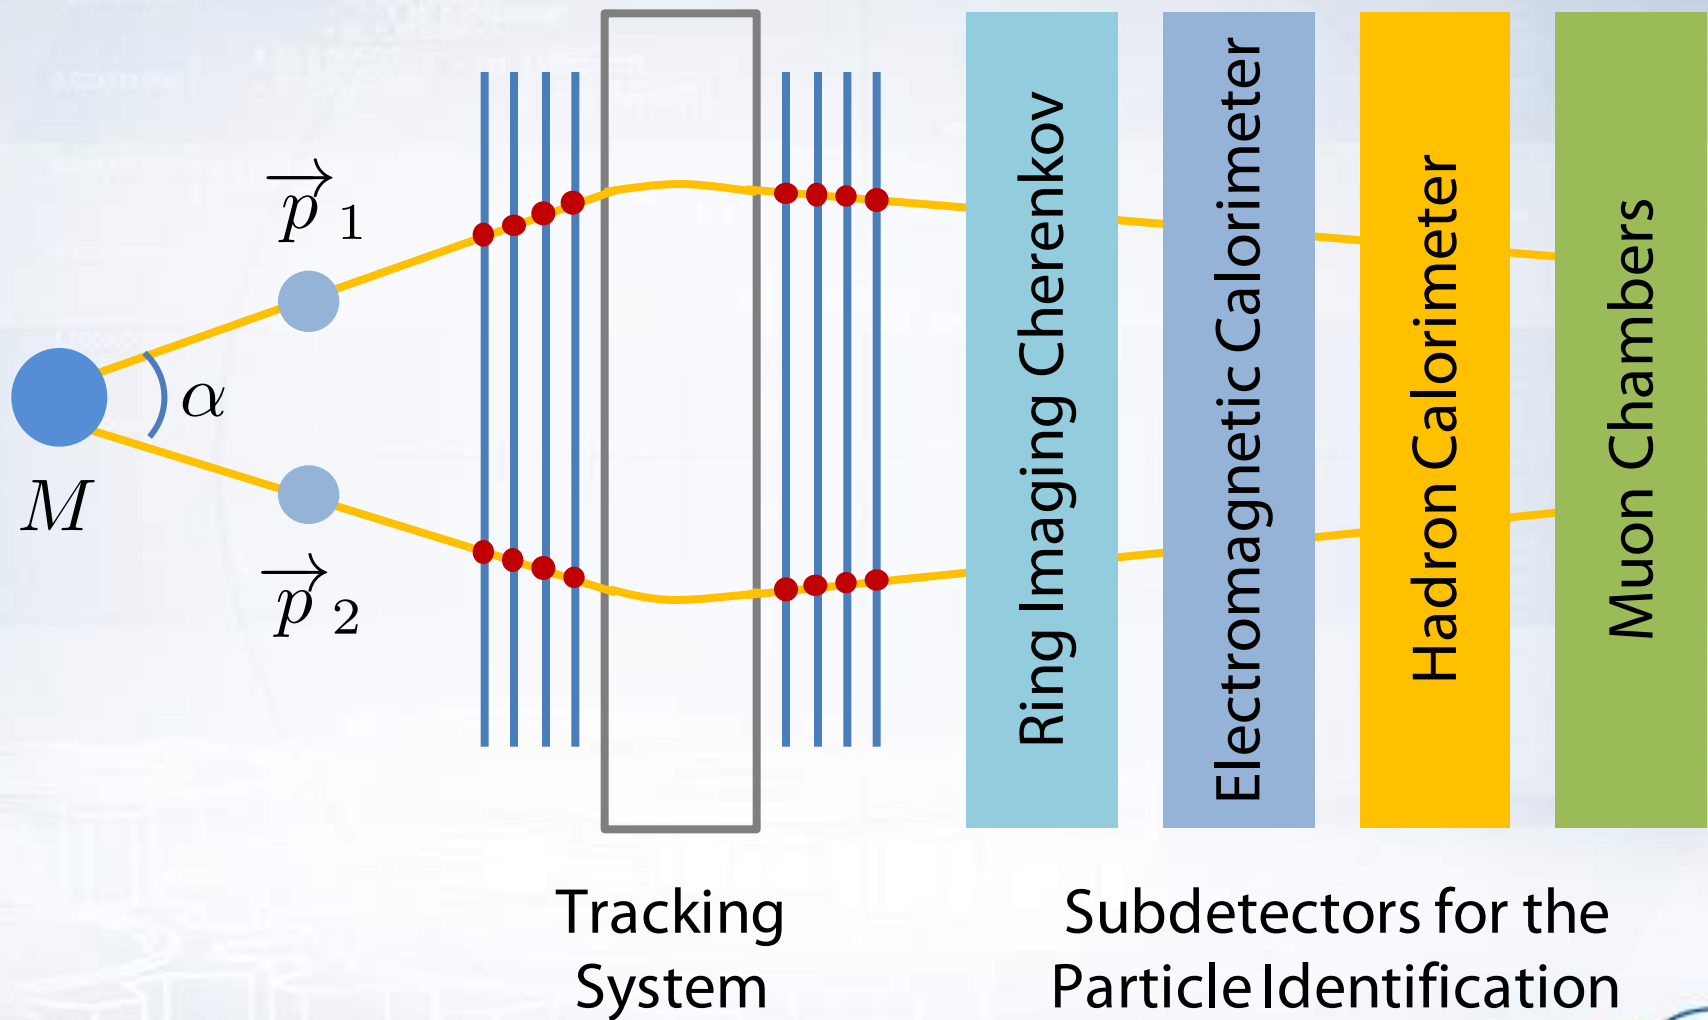 p⃗ 1
α
M
p⃗ 2
Ring Imaging Cherenkov
Electromagnetic Calorimeter
Hadron Calorimeter
Muon Chambers
Tracking
System
Subdetectors for the
Particle Identification